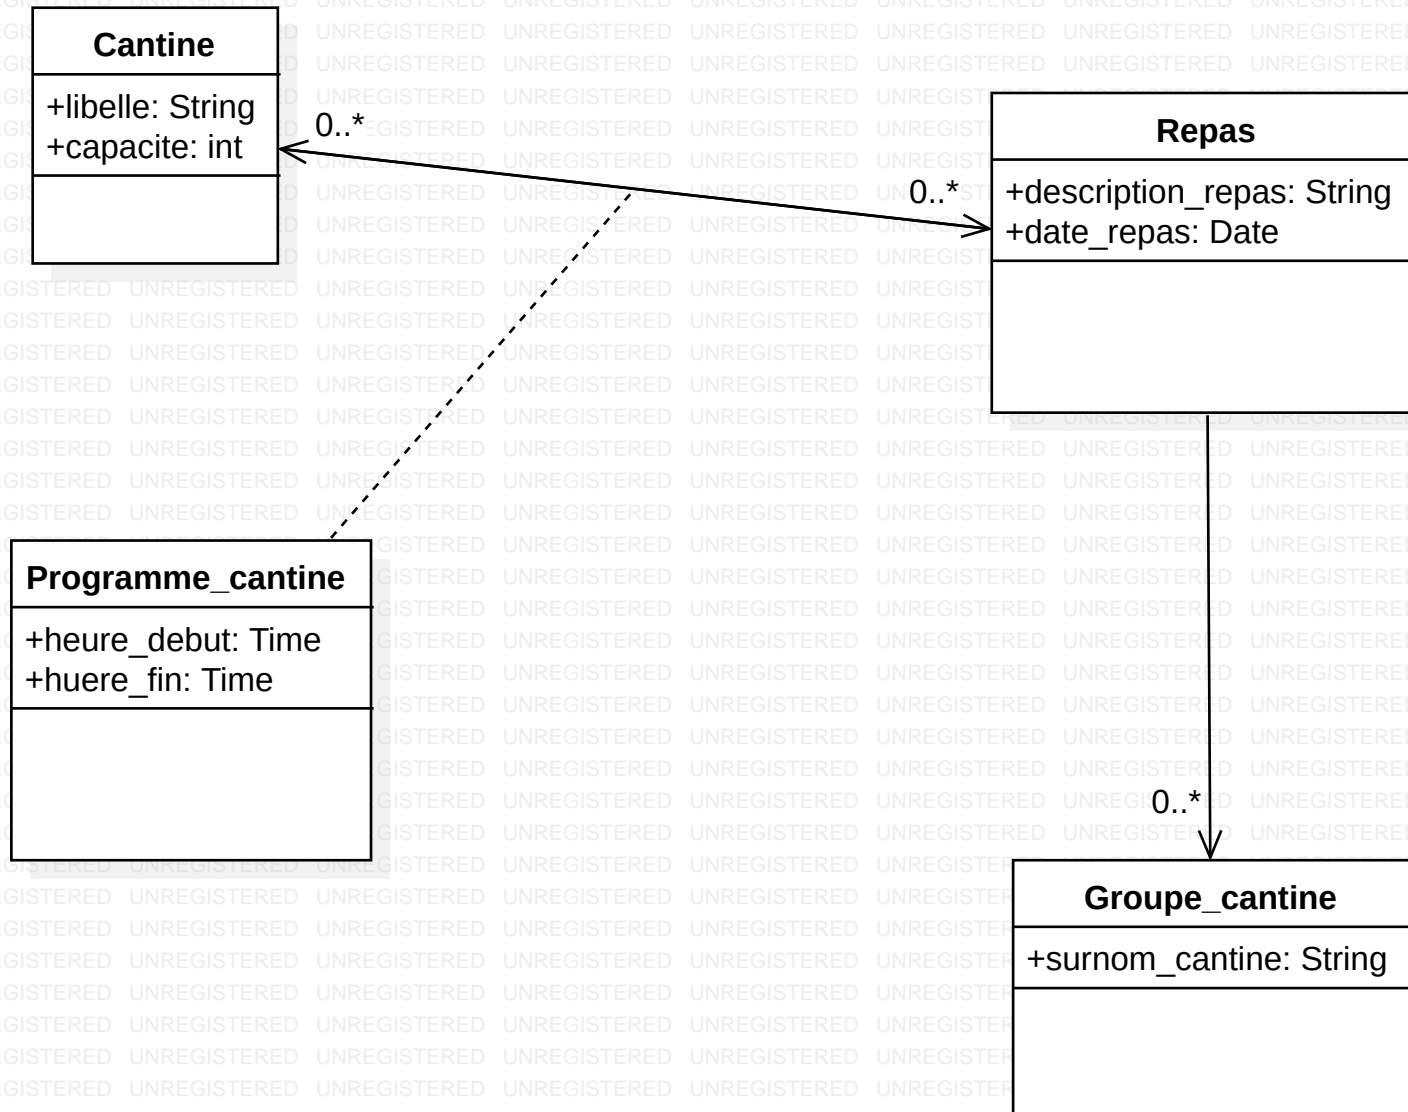 Cantine
+libelle: String
+capacite: int
0..*
0..*
Repas
+description_repas: String
+date_repas: Date
Programme_cantine
+heure_debut: Time
+huere_fin: Time
0..*
Groupe_cantine
+surnom_cantine: String
UNREGISTERED